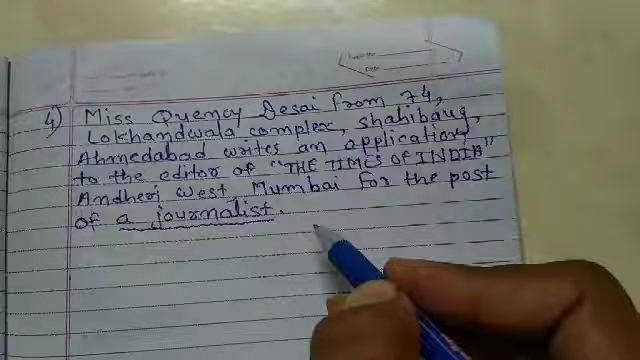 4) Miss Quency Desai from 74,
Lokhandwala complex, Shahibaug,
Ahmedabad writes an application
to the editor of "THE TIMES OF INDIA"
Andheri West, Mumbai for the post
of a journalist.